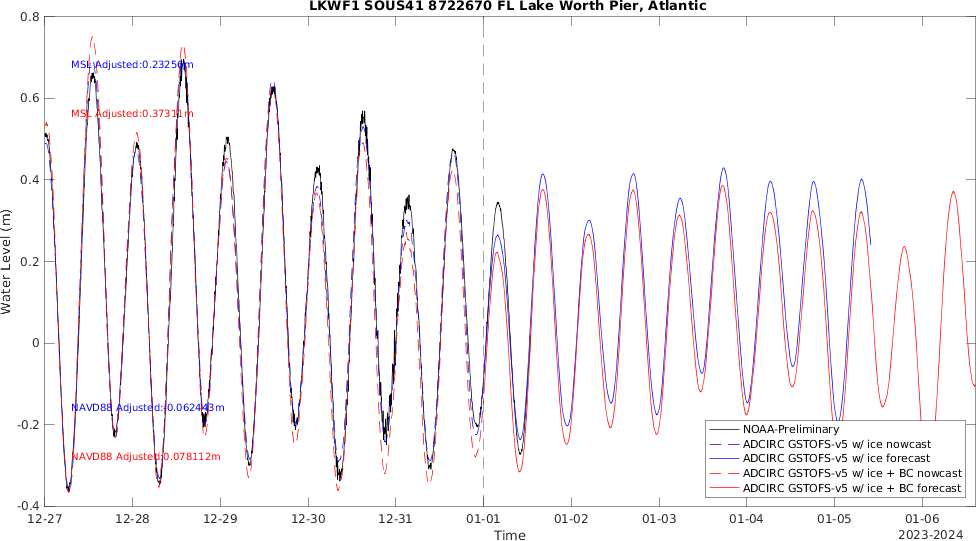 LKWF1 SOUS41 8722670 FL Lake Worth Pier, Atlantic
0.8
0.6
0.4
0.2
0
-0.2
-0.4
Water Level (m)
MSL Adjusted:0.23250m
MSL Adjusted:0.37311m
NAVD88 Adjusted:-0.062443m
NAVD88 Adjusted:0.078112m
NOAA-Preliminary
ADCIRC GSTOFS-v5 w/ ice nowcast
ADCIRC GSTOFS-v5 w/ ice forecast
ADCIRC GSTOFS-v5 w/ ice + BC nowcast
ADCIRC GSTOFS-v5 w/ ice + BC forecast
12-27 12-28 12-29 12-30 12-31 01-01 01-02 01-03 01-04 01-05 01-06
Time
2023-2024